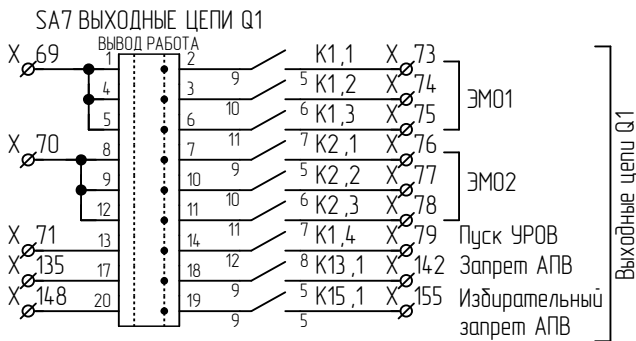 SA7 ВЫХОДНЫЕ ЦЕПИ Q1
ВЫВОД РАБОТА
X 69 1 2 K1,1 X 73
9 5
4 3 K1,2 X 74
10 6
5 6 K1,3 X 75
ЭМО1
11 7
X 70 8 7 K2,1 X 76
9 5
9 10 K2,2 X 77
10 6
12 11 K2,3 X 78
ЭМО2
11 7
X 71 13 14 K1,4 X 79 Пуск УРОВ
12 8
X 135 17 18 K13,1 X 142 Запрет АПВ
9 5
X 148 20 19 K15,1 X 155 Избирательный
запрет АПВ
9 5
Выходные цепи Q1